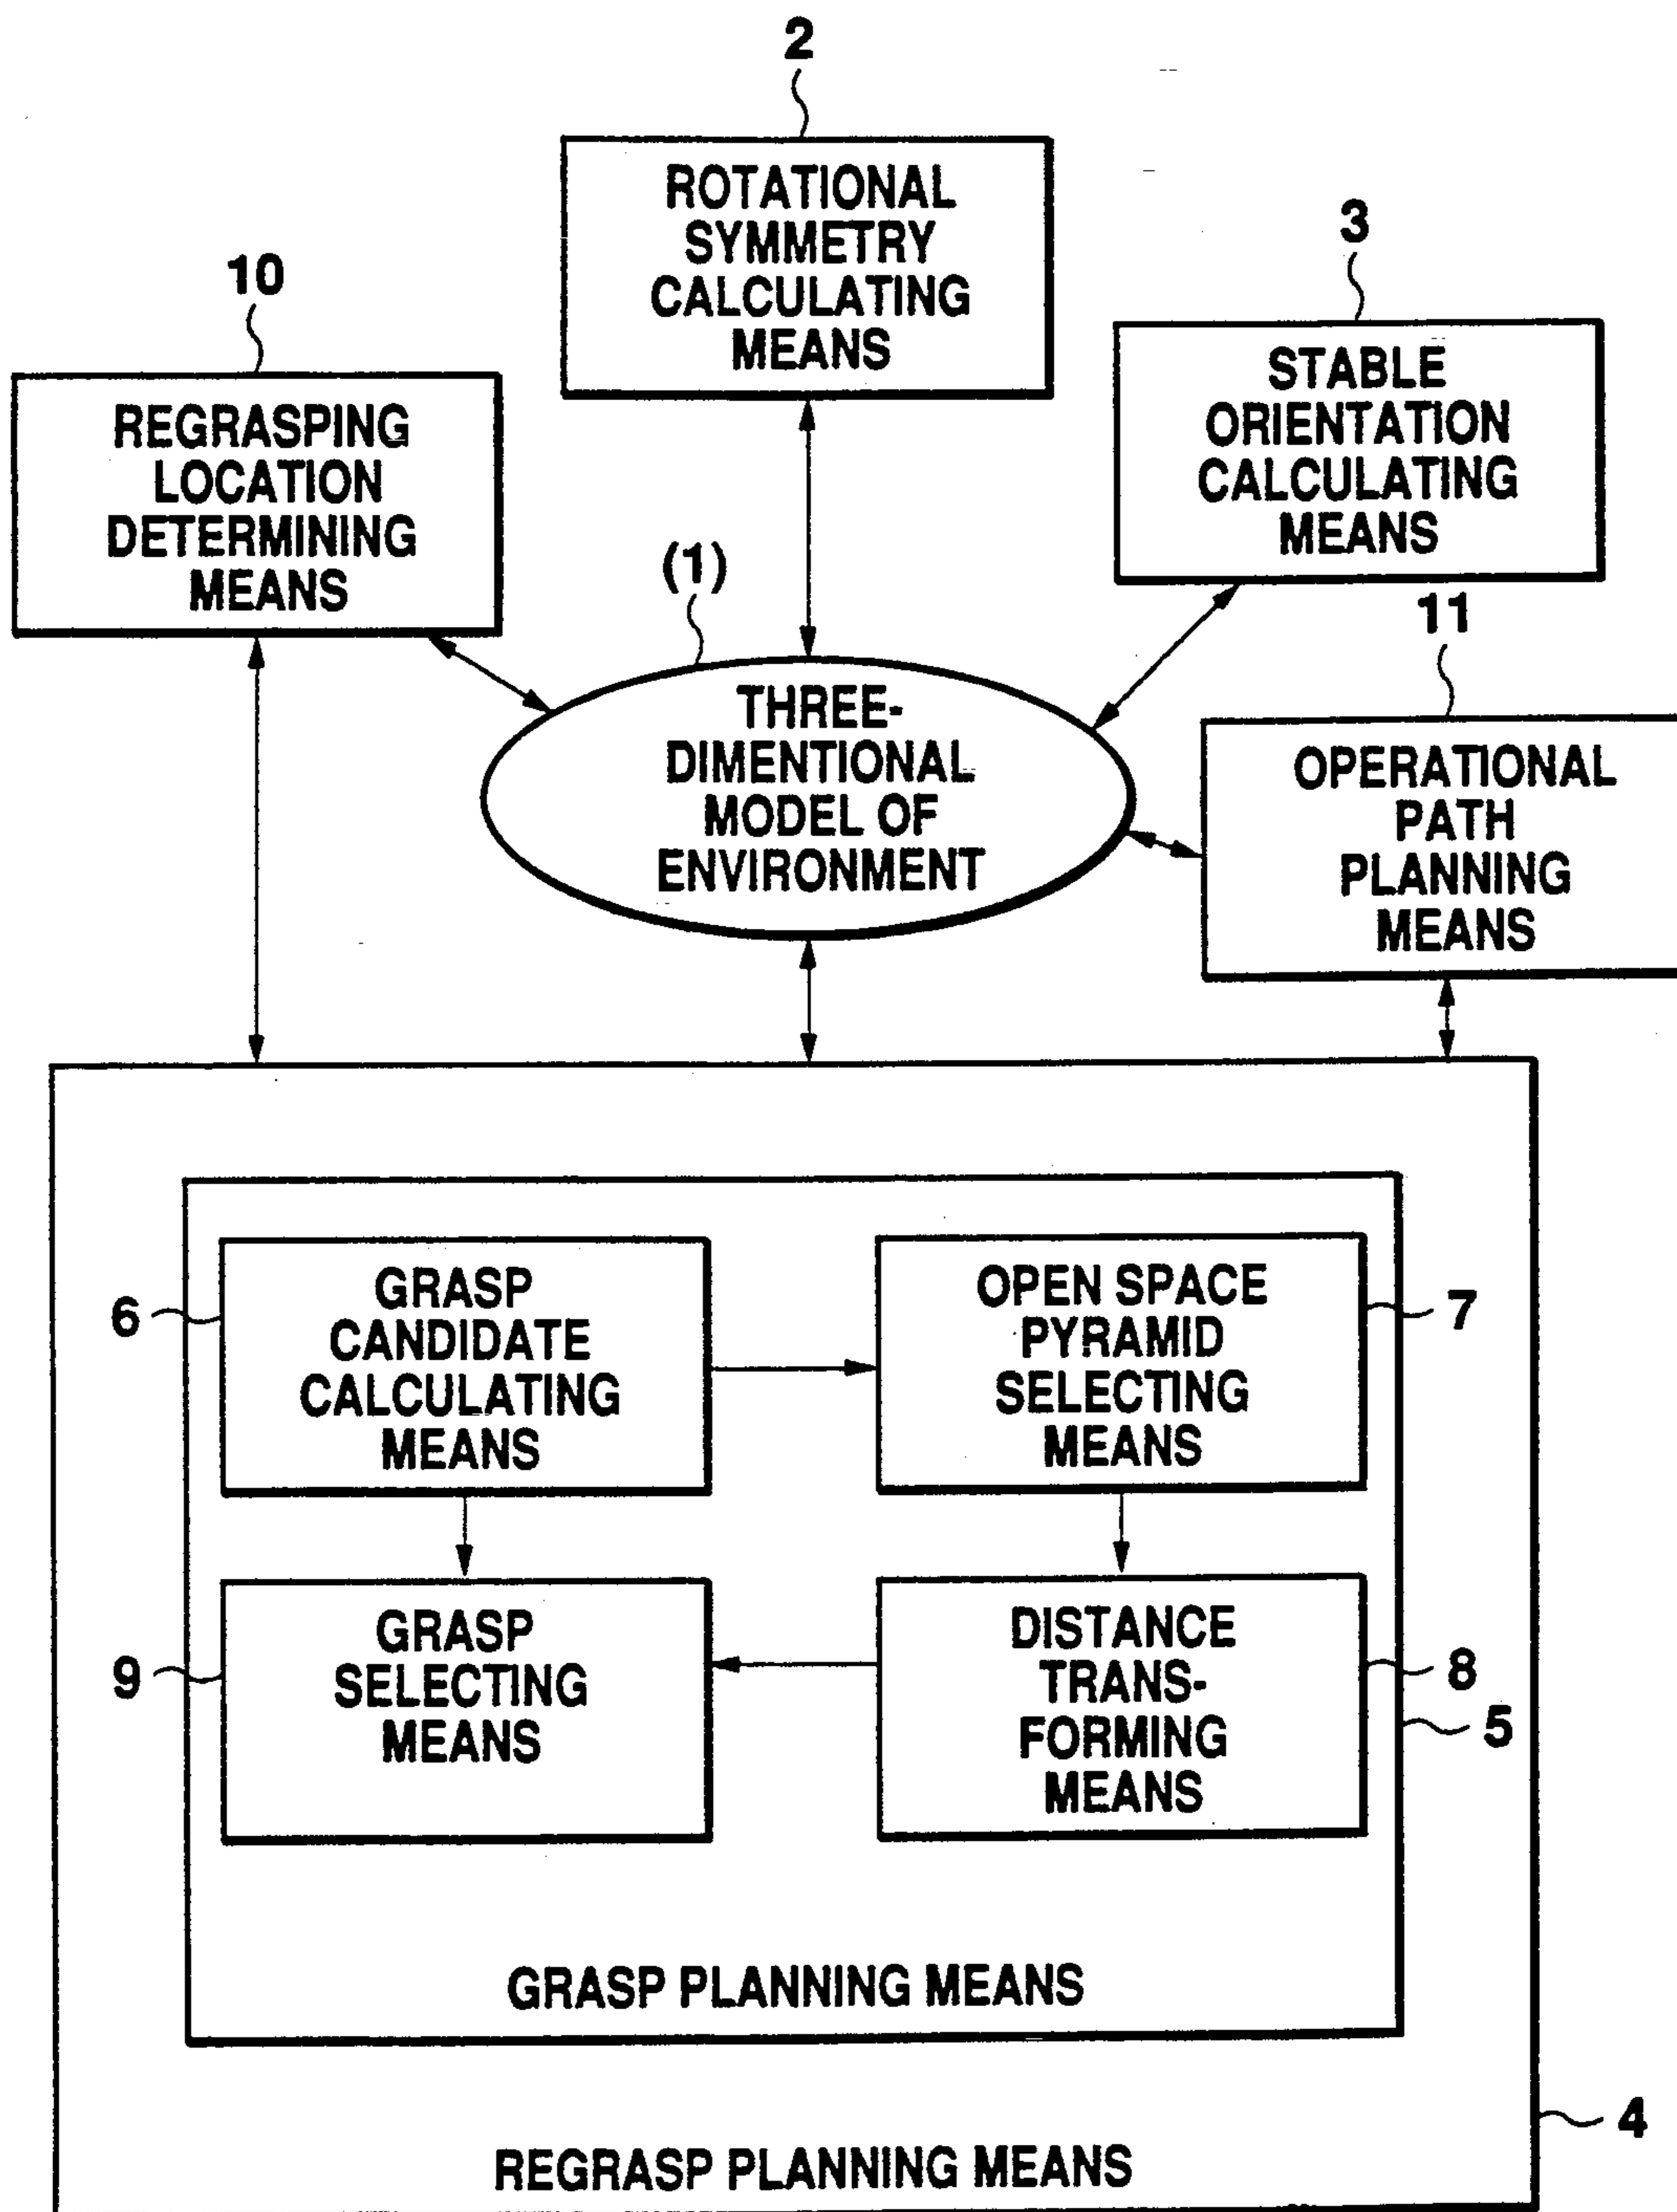 2
ROTATIONAL
SYMMETRY
CALCULATING
MEANS
3
STABLE
ORIENTATION
CALCULATING
MEANS
10
REGRASPING
LOCATION
DETERMINING
MEANS
(1)
THREE-
DIMENTIONAL
MODEL OF
ENVIRONMENT
11
OPERATIONAL
PATH
PLANNING
MEANS
6
GRASP
CANDIDATE
CALCULATING
MEANS
OPEN SPACE
PYRAMID
SELECTING
MEANS
7
9
GRASP
SELECTING
MEANS
DISTANCE
TRANS-
FORMING
MEANS
8
5
GRASP PLANNING MEANS
4
REGRASP PLANNING MEANS